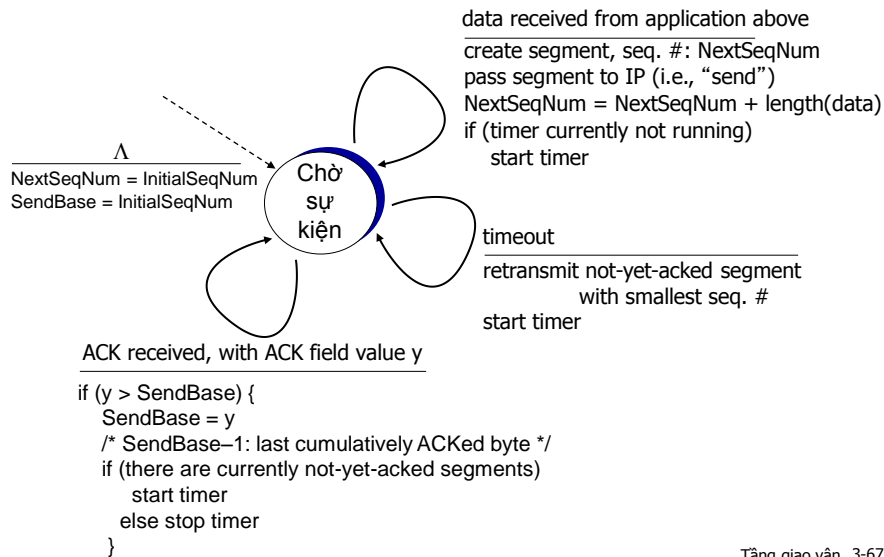 data received from application above
create segment, seq. #: NextSeqNum
pass segment to IP (i.e., “send”)
NextSeqNum = NextSeqNum + length(data)
if (timer currently not running)
start timer
Λ
NextSeqNum = InitialSeqNum
SendBase = InitialSeqNum
Chờ
sự
kiện
timeout
retransmit not-yet-acked segment
with smallest seq. #
start timer
ACK received, with ACK field value y
if (y > SendBase) {
SendBase = y
/* SendBase–1: last cumulatively ACKed byte */
if (there are currently not-yet-acked segments)
start timer
else stop timer
}
Tầng giao vận 3-67